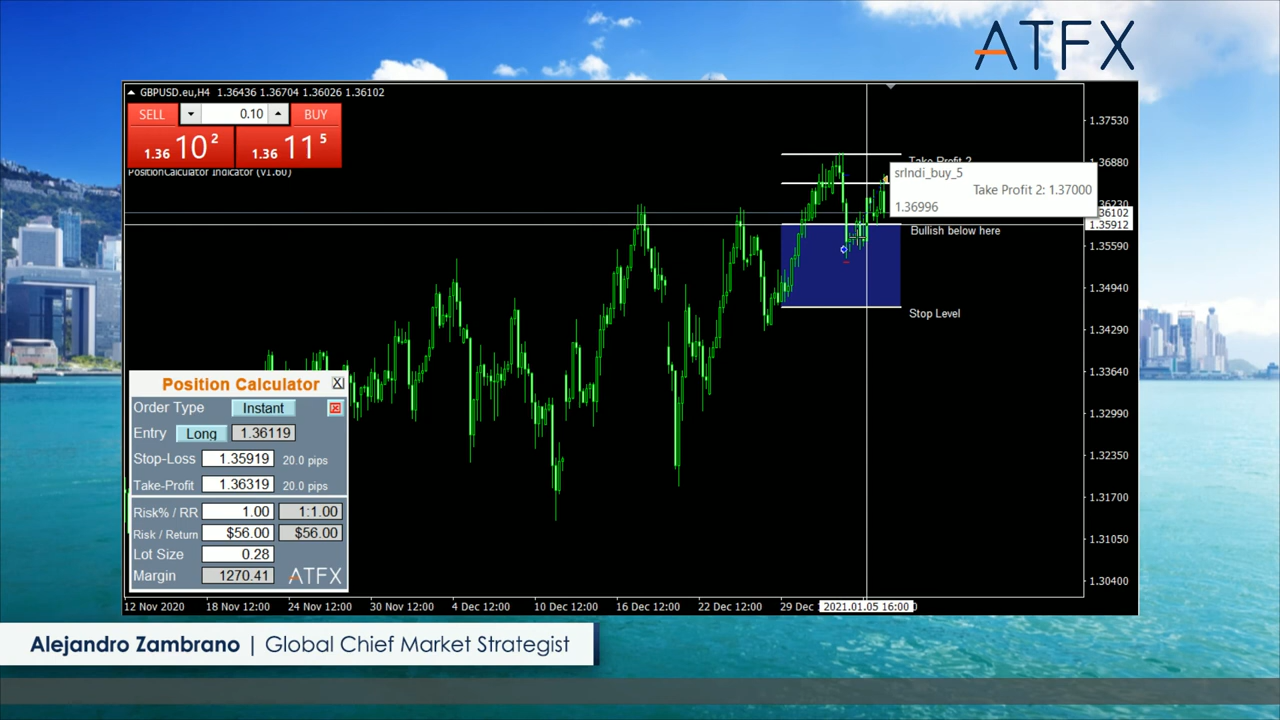 ATFX
GBPUSD.eu,H4 1.36436 1.36704 1.36026 1.36102
SELL 0.10 BUY
1.36 10 2 1.36 11 5
PositionCalculator Indicator (v1.60)
1.37530
1.36880
1.36230
1.36102
1.35912
1.35590
1.34940
1.34290
1.33640
1.32990
1.32350
1.31700
1.31050
1.30400
Take Profit 2
srIndi_buy_5
Take Profit 2: 1.37000
1.36996
Bullish below here
Stop Level
Position Calculator X
Order Type Instant
Entry Long 1.36119
Stop-Loss 1.35919 20.0 pips
Take-Profit 1.36319 20.0 pips
Risk% / RR 1.00 1:1.00
Risk / Return $56.00 $56.00
Lot Size 0.28
Margin 1270.41 ATFX
12 Nov 2020 18 Nov 12:00 24 Nov 12:00 30 Nov 12:00 4 Dec 12:00 10 Dec 12:00 16 Dec 12:00 22 Dec 12:00 29 Dec 2021.01.05 16:00
Alejandro Zambrano | Global Chief Market Strategist